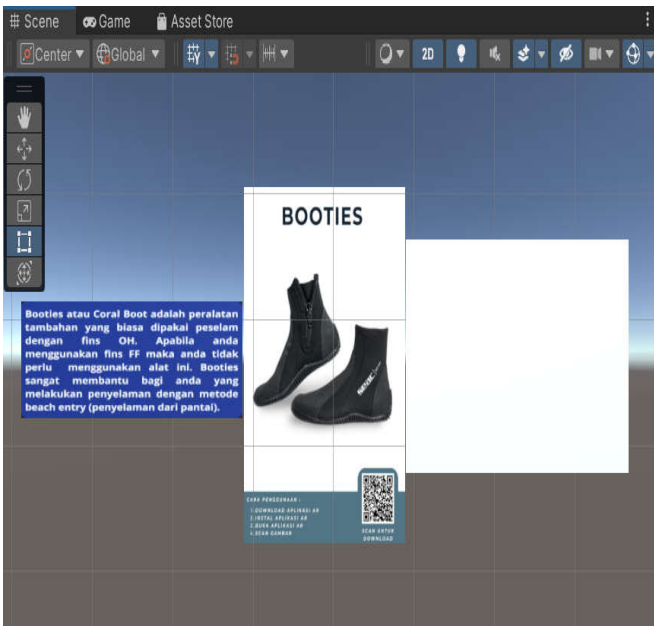 Scene Game Asset Store
Center Global 2D
BOOTIES
Booties atau Coral Boot adalah peralatan
tambahan yang biasa dipakai peselam
dengan fins OH. Apabila anda
menggunakan fins FF maka anda tidak
perlu menggunakan alat ini. Booties
sangat membantu bagi anda yang
melakukan penyelaman dengan metode
beach entry (penyelaman dari pantai).
SEAC
CARA PENGGUNAAN :
1.DOWNLOAD APLIKASI AR
2.INSTAL APLIKASI AR
3.BUKA APLIKASI AR
4.SCAN GAMBAR
SCAN UNTUK
DOWNLOAD